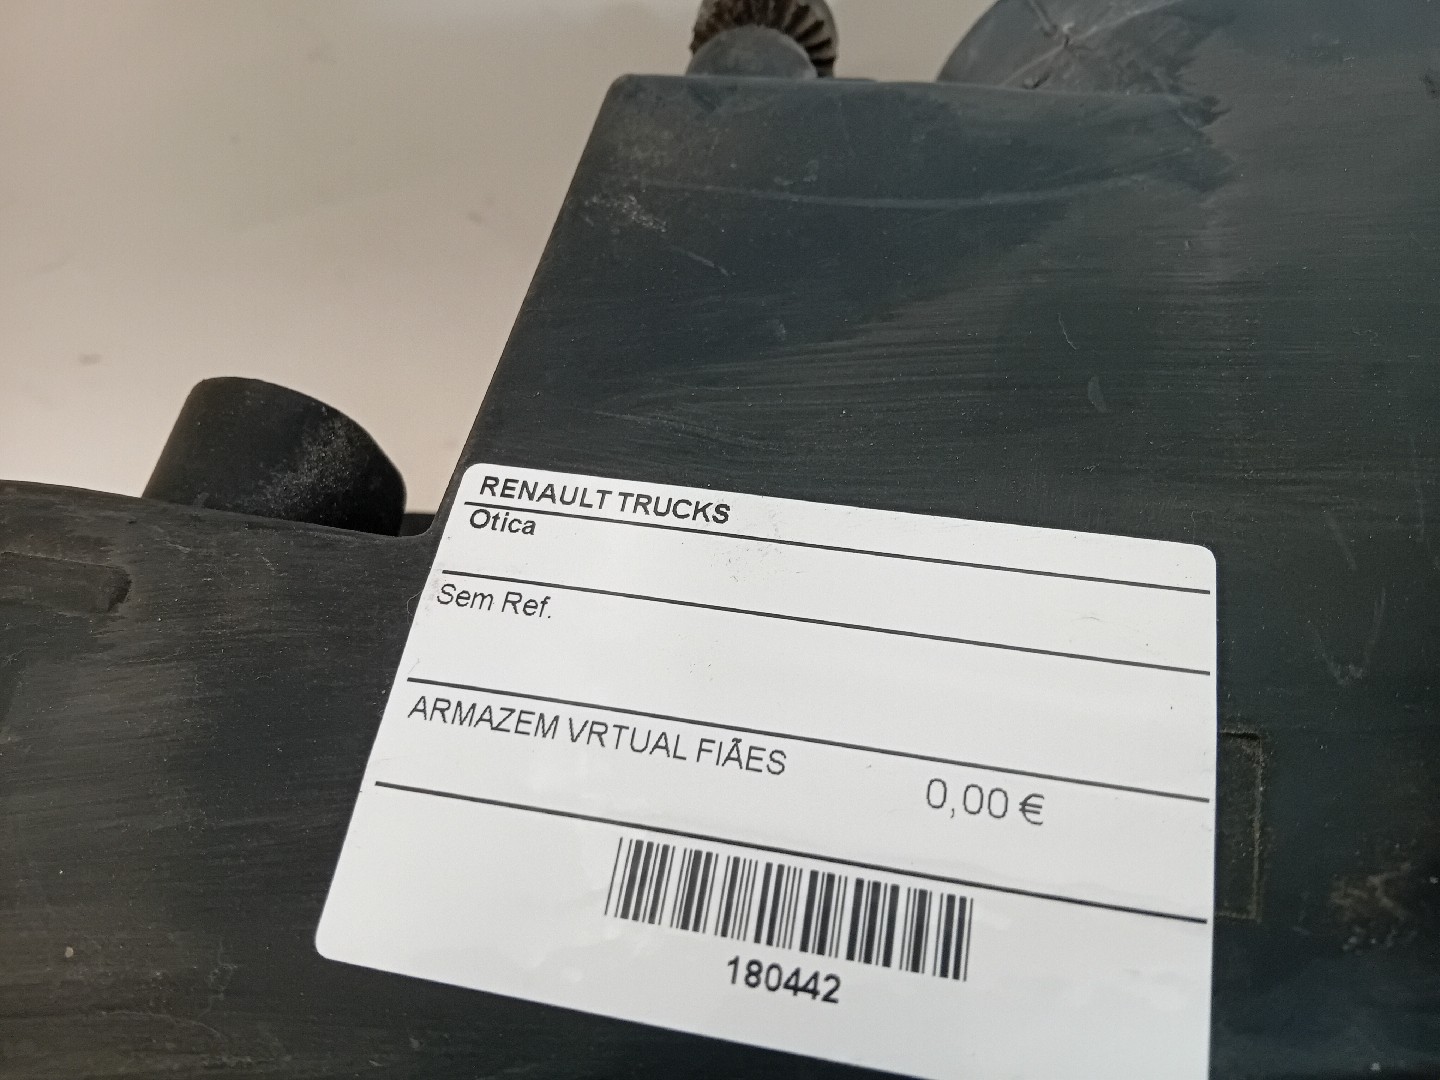 RENAULT TRUCKS
Otica
Sem Ref.
ARMAZEM VRTUAL FIÃES
0,00 €
180442